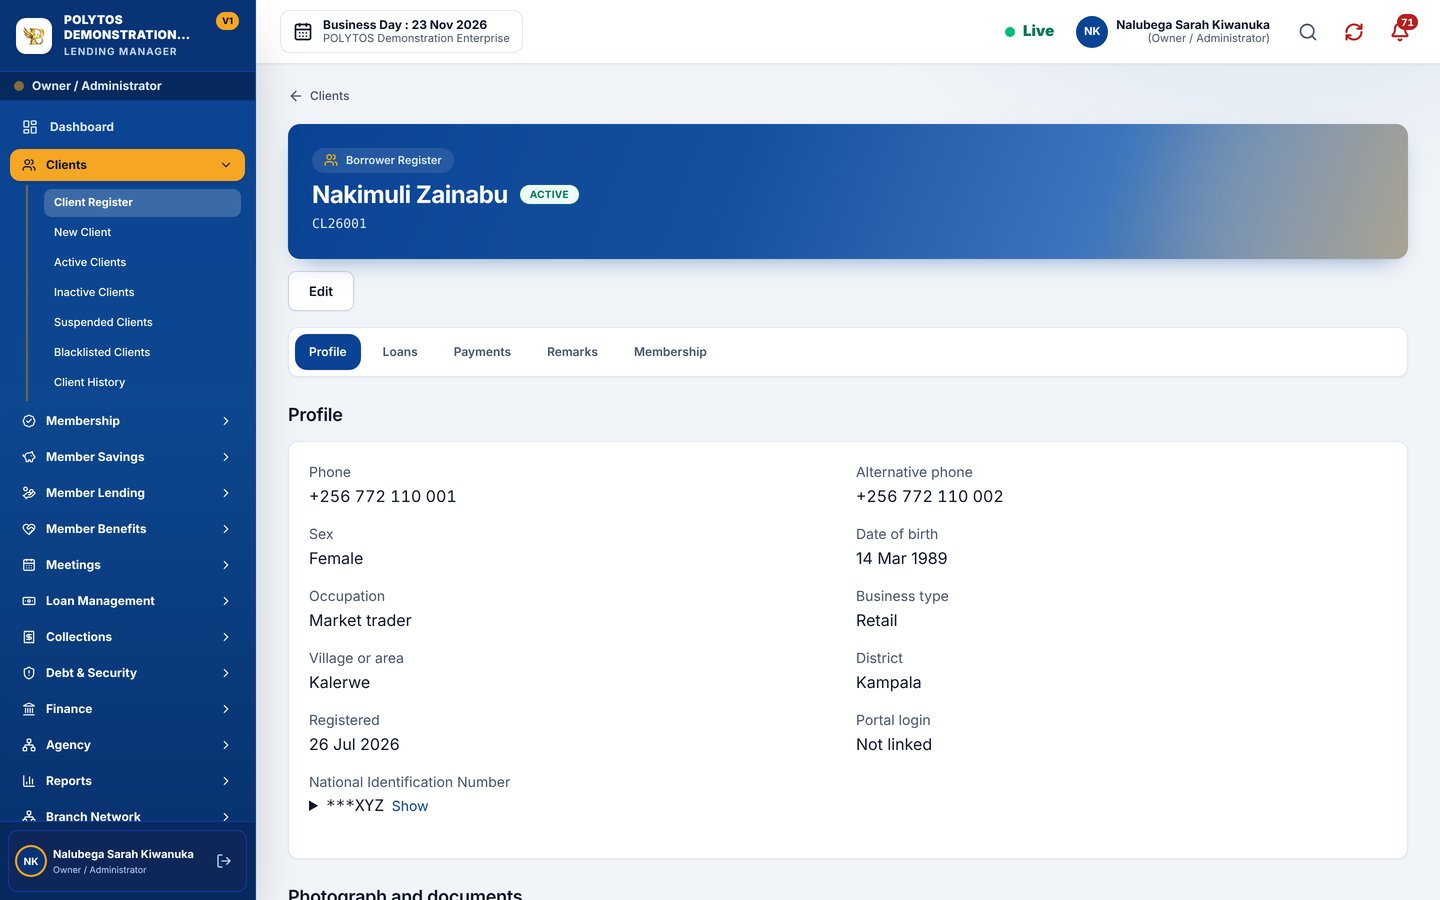 POLYTOS
DEMONSTRATION...
LENDING MANAGER
V1
Owner / Administrator
Dashboard
Clients
Client Register
New Client
Active Clients
Inactive Clients
Suspended Clients
Blacklisted Clients
Client History
Membership
Member Savings
Member Lending
Member Benefits
Meetings
Loan Management
Collections
Debt & Security
Finance
Agency
Reports
Branch Network
NK
Nalubega Sarah Kiwanuka
Owner / Administrator
Business Day : 23 Nov 2026
POLYTOS Demonstration Enterprise
Live
NK
Nalubega Sarah Kiwanuka
(Owner / Administrator)
71
Clients
Borrower Register
Nakimuli Zainabu ACTIVE
CL26001
Edit
Profile Loans Payments Remarks Membership
Profile
Phone
+256 772 110 001
Alternative phone
+256 772 110 002
Sex
Female
Date of birth
14 Mar 1989
Occupation
Market trader
Business type
Retail
Village or area
Kalerwe
District
Kampala
Registered
26 Jul 2026
Portal login
Not linked
National Identification Number
***XYZ Show
Photograph and documents